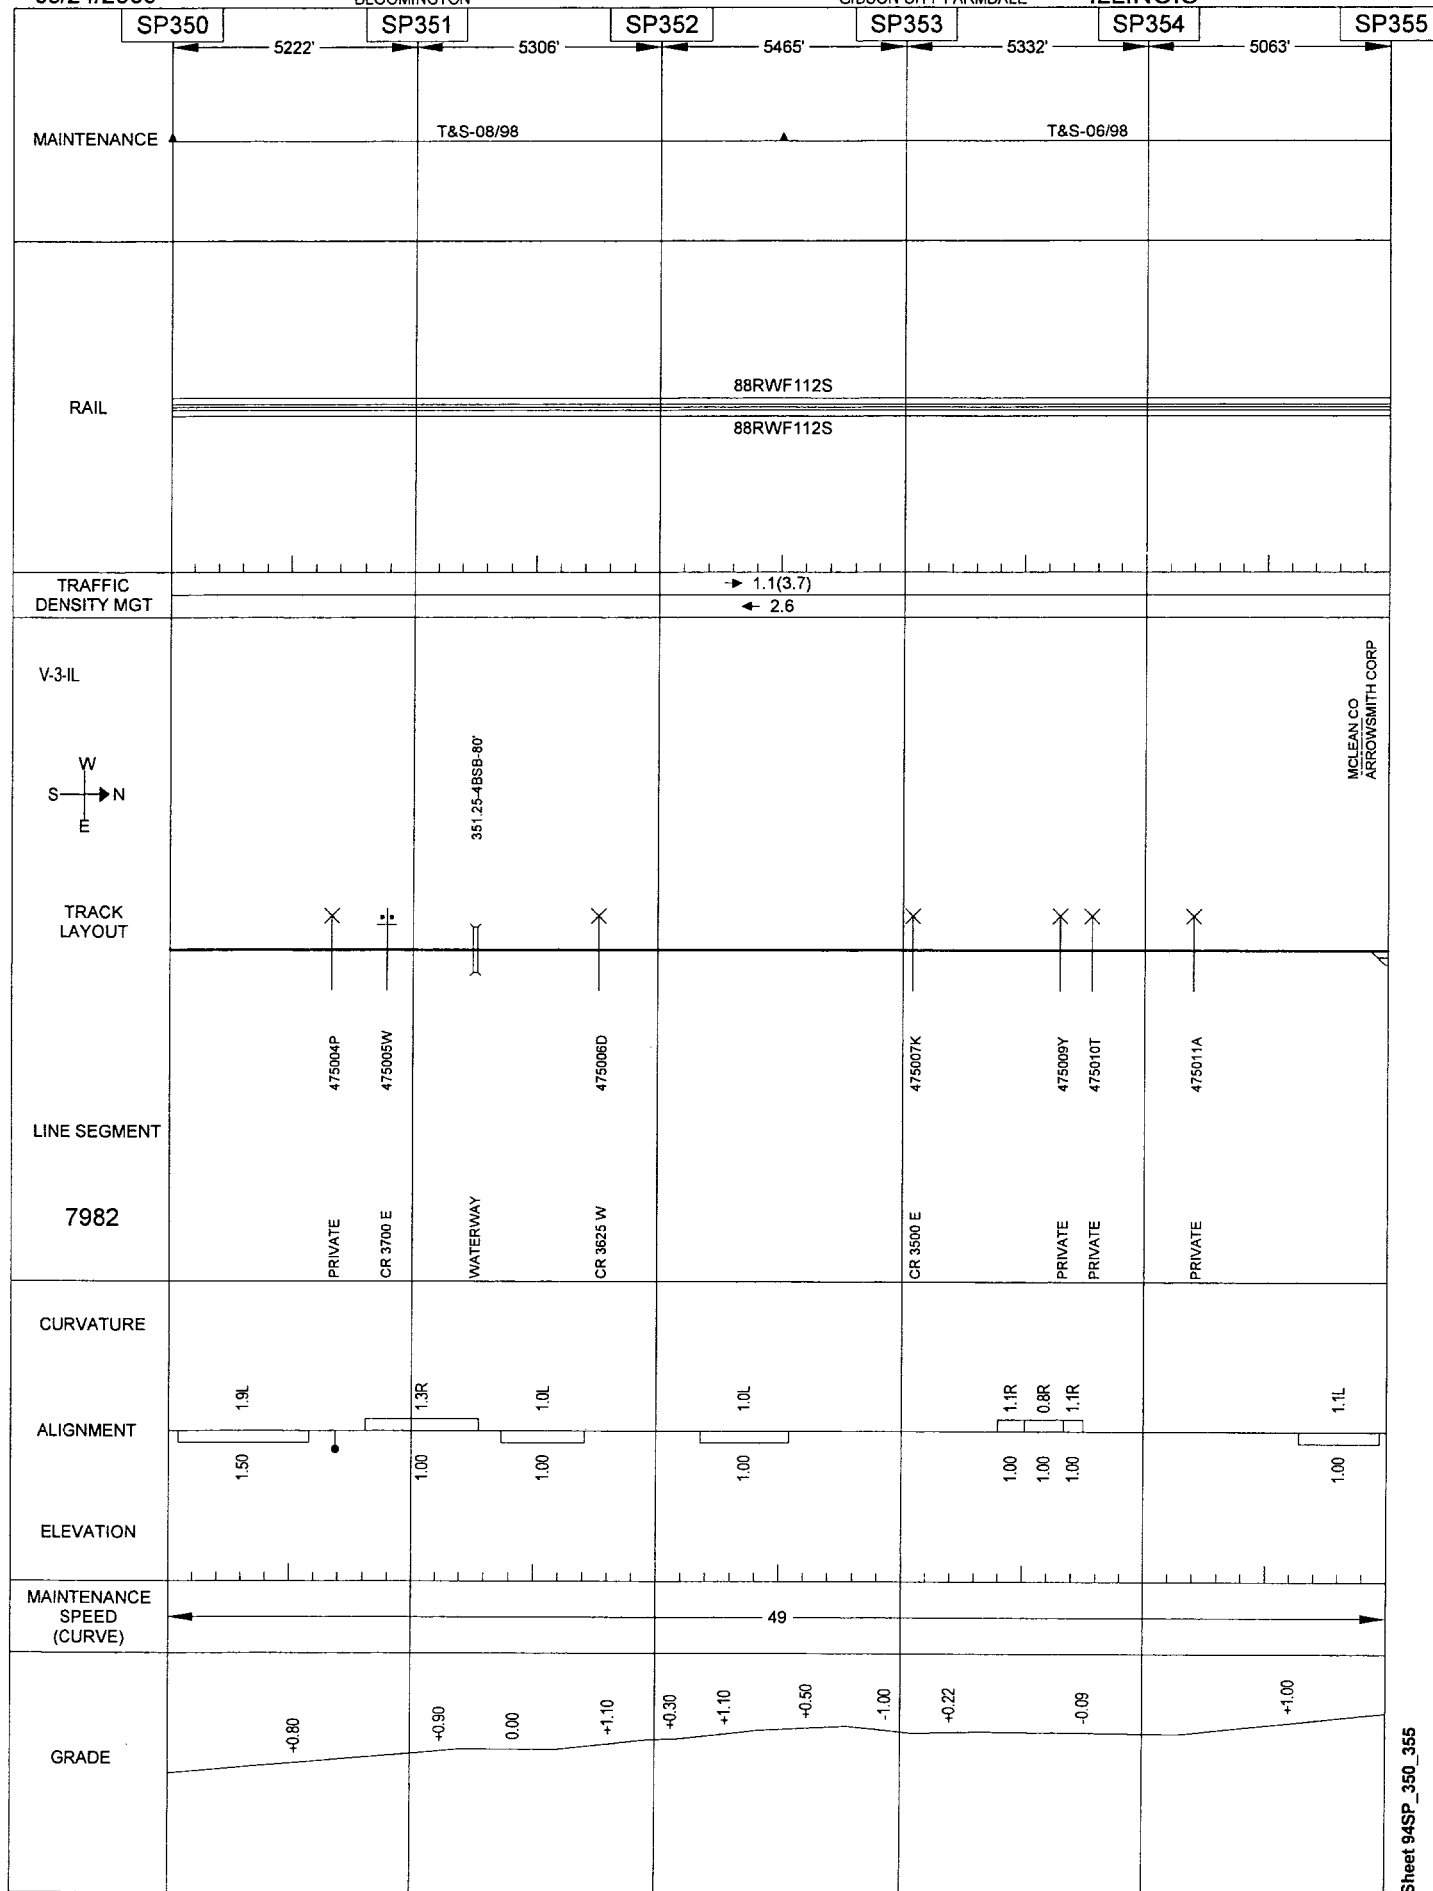 BLOOMINGTON
ILLINOIS
SP350 SP351 SP352 SP353 SP354 SP355
5222' 5306' 5465' 5332' 5063'
MAINTENANCE
T&S-08/98 T&S-06/98
RAIL
88RWF112S
88RWF112S
TRAFFIC
DENSITY MGT
1.1(3.7)
2.6
V-3-IL
W
S N
E
351.25-4BSB-80'
MCLEAN CO
ARROWSMITH CORP
TRACK
LAYOUT
475004P
475005W
475006D
475007K
475009Y
475010T
475011A
LINE SEGMENT
7982
PRIVATE
CR 3700 E
WATERWAY
CR 3625 W
CR 3500 E
PRIVATE
PRIVATE
PRIVATE
CURVATURE
1.9L 1.3R 1.0L 1.0L 1.1R 0.8R 1.1R 1.1L
ALIGNMENT
1.50 1.00 1.00 1.00 1.00 1.00 1.00 1.00
ELEVATION
MAINTENANCE
SPEED
(CURVE)
49
GRADE
+0.80 +0.90 0.00 +1.10 +0.30 +1.10 +0.50 -1.00 +0.22 -0.09 +1.00
Sheet 94SP_350_355